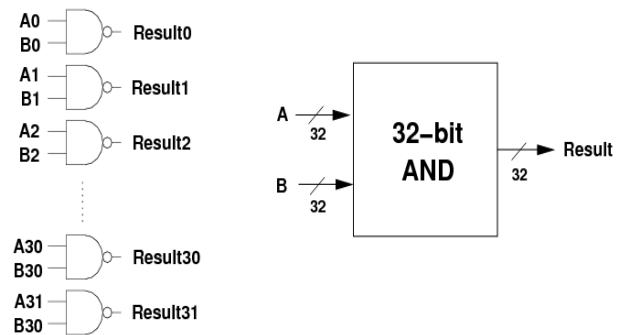 A0
B0
Result0
A1
B1
Result1
A2
B2
Result2
A30
B30
Result30
A31
B30
Result31
A
32
B
32
32-bit
AND
32
Result